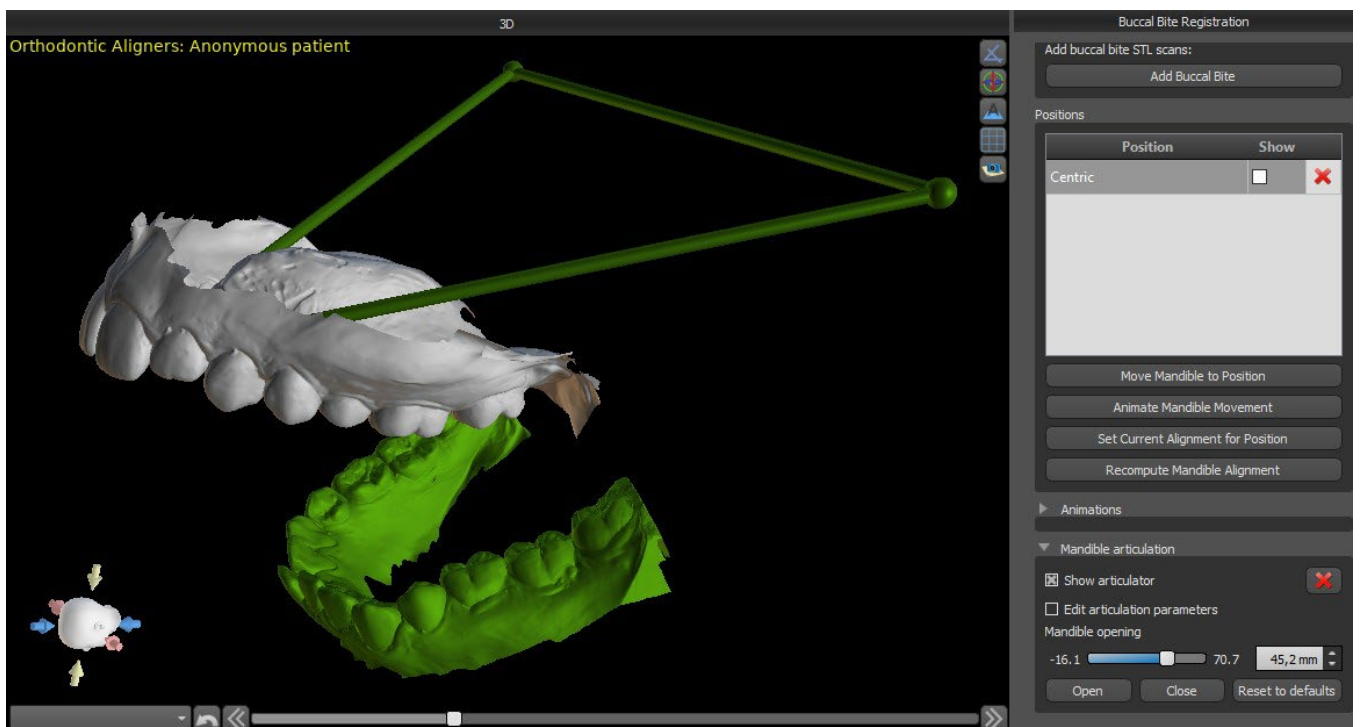 3D
Buccal Bite Registration
Orthodontic Aligners: Anonymous patient
Add buccal bite STL scans:
Add Buccal Bite
Positions
Position Show
Centric
Move Mandible to Position
Animate Mandible Movement
Set Current Alignment for Position
Recompute Mandible Alignment
Animations
Mandible articulation
Show articulator
Edit articulation parameters
Mandible opening
-16.1 70.7 45,2 mm
Open Close Reset to defaults